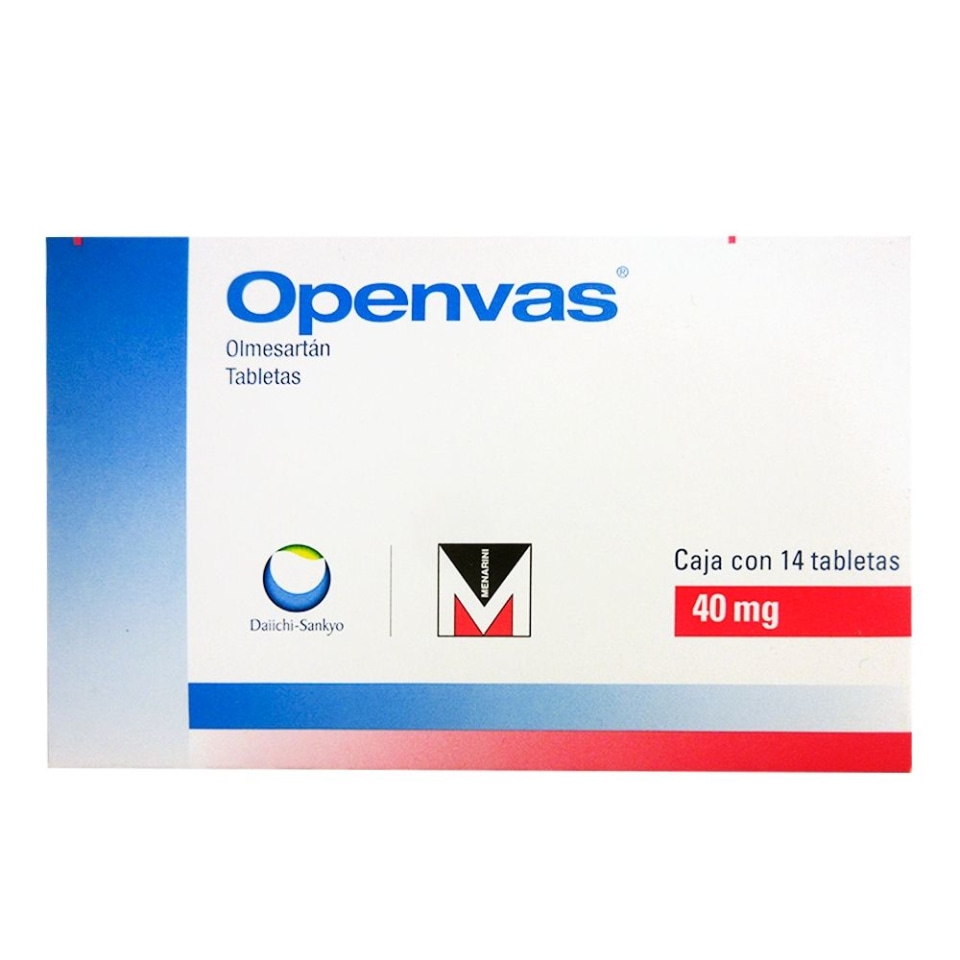 Openvas®
Olmesartán
Tabletas
Daiichi-Sankyo
MENARINI
Caja con 14 tabletas
40 mg